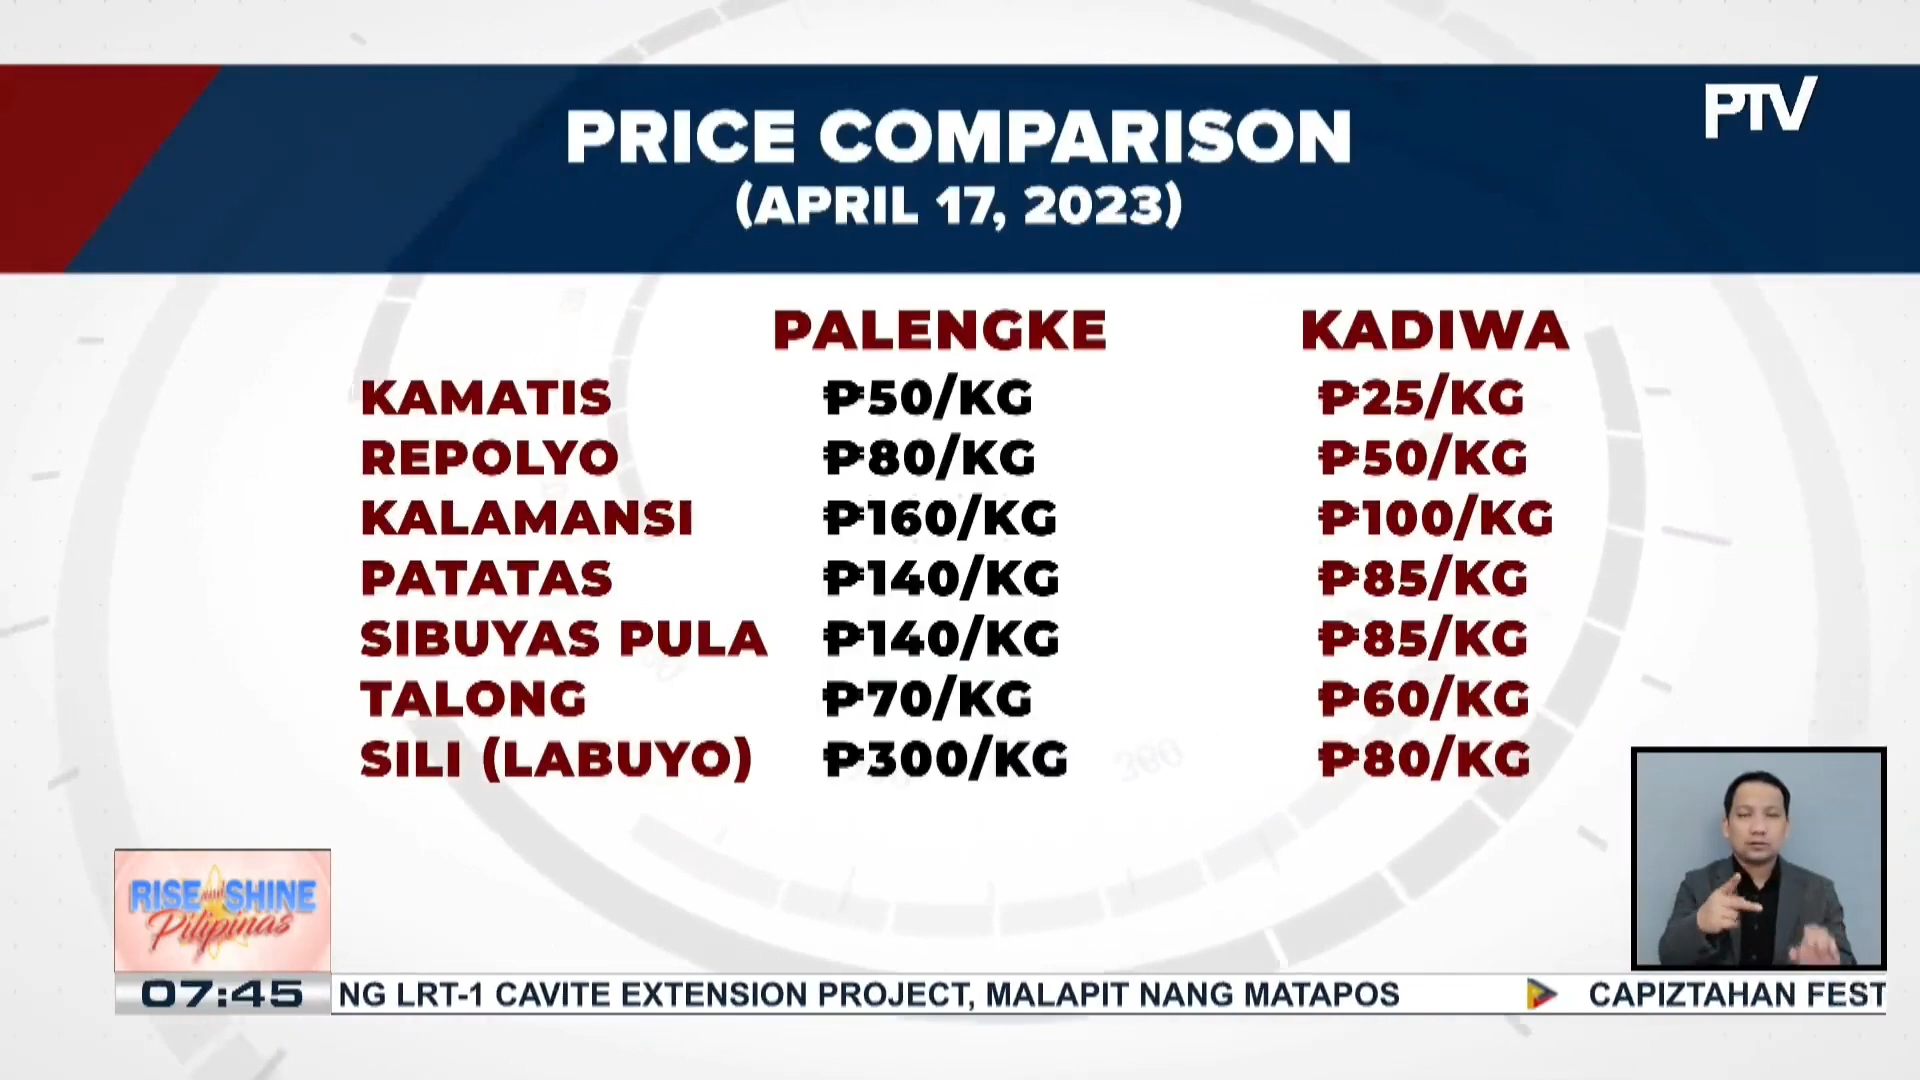 PTV
PRICE COMPARISON
(APRIL 17, 2023)
PALENGKE KADIWA
KAMATIS ₱50/KG ₱25/KG
REPOLYO ₱80/KG ₱50/KG
KALAMANSI ₱160/KG ₱100/KG
PATATAS ₱140/KG ₱85/KG
SIBUYAS PULA ₱140/KG ₱85/KG
TALONG ₱70/KG ₱60/KG
SILI (LABUYO) ₱300/KG ₱80/KG
RISE and SHINE
Pilipinas
07:45 NG LRT-1 CAVITE EXTENSION PROJECT, MALAPIT NANG MATAPOS CAPIZTAHAN FEST